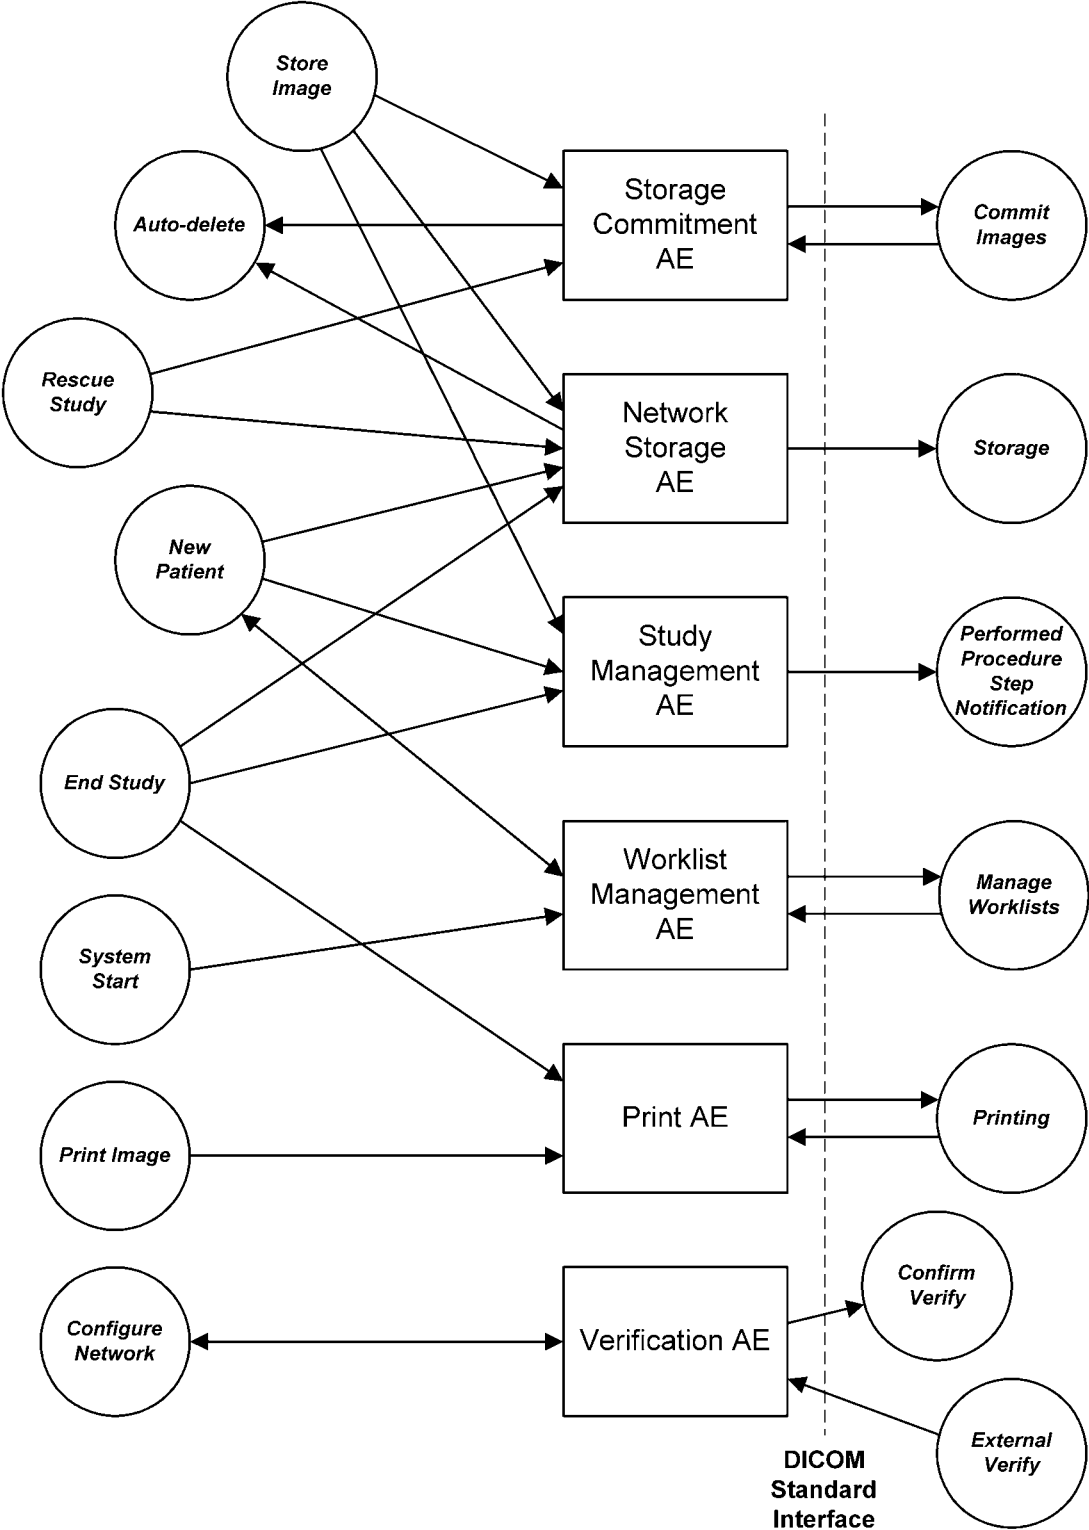 Store
Image
Storage
Commitment
AE
Auto-delete
Commit
Images
Rescue
Study
Network
Storage
AE
Storage
New
Patient
Study
Management
AE
Performed
Procedure
Step
Notification
End Study
Worklist
Management
AE
Manage
Worklists
System
Start
Print AE
Printing
Print Image
Confirm
Verify
Configure
Network
Verification AE
External
Verify
DICOM
Standard
Interface